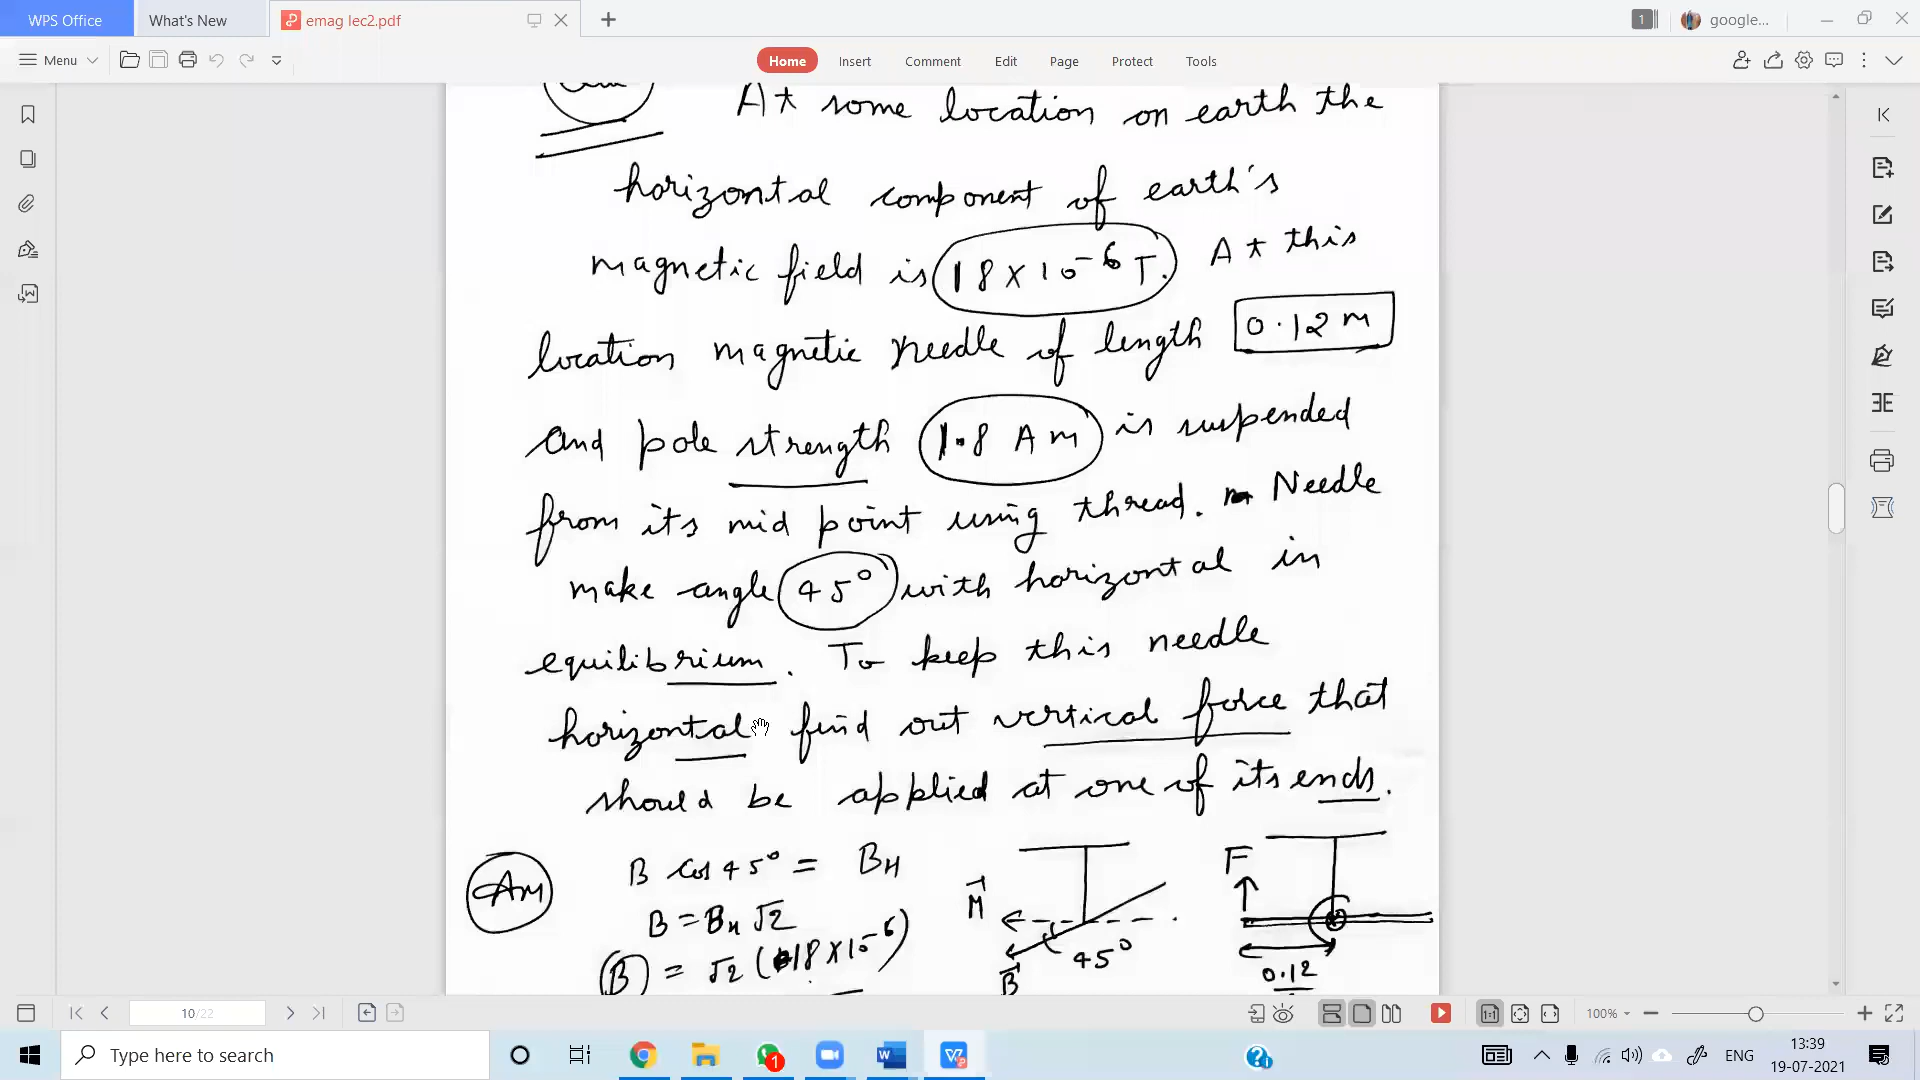 WPS Office
What's New
emag lec2.pdf
1
google...
Menu
Home
Insert
Comment
Edit
Page
Protect
Tools
At some location on earth the
horizontal component of earth's
magnetic field is 18 × 10⁻⁶ T. At this
location magnetic needle of length 0.12 m
and pole strength 1.8 A m is suspended
from its mid point using thread. Needle
make angle 45° with horizontal in
equilibrium. To keep this needle
horizontal find out vertical force that
should be applied at one of its ends.
B cos 45° = B_H
B = B_H √2
B = √2 (18 × 10⁻⁶)
M
B
45°
F
0.12
10/22
100%
1:1
Type here to search
1
ENG
13:39
19-07-2021